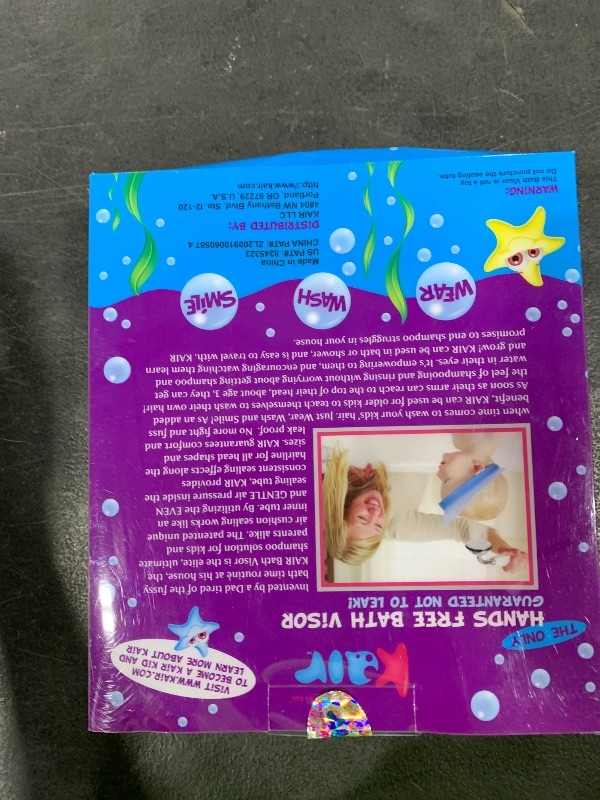 Kair
THE ONLY
HANDS FREE BATH VISOR
GUARANTEED NOT TO LEAK!
VISIT WWW.KAIR.COM
TO BECOME A KAIR KID AND
LEARN MORE ABOUT KAIR
Invented by a Dad tired of the fussy
bath time routine at his house, the
KAIR Bath Visor is the elite, ultimate
shampoo solution for kids and
parents alike. The patented unique
air cushion sealing works like an
inner tube. By utilizing the EVEN
and GENTLE air pressure inside the
sealing tube, KAIR provides
consistent sealing effects along the
hairline for all head shapes and
sizes. KAIR guarantees comfort and
leak proof. No more fight and fuss
when time comes to wash your kids' hair. Just Wear, Wash and Smile! As an added
benefit, KAIR can be used for older kids to teach themselves to wash their own hair!
As soon as their arms can reach to the top of their head, about age 3, they can get
the feel of shampooing and rinsing without worrying about getting shampoo and
water in their eyes. It's empowering to them, and encouraging watching them learn
and grow! KAIR can be used in bath or shower, and is easy to travel with. KAIR
promises to end shampoo struggles in your house.
WEAR
WASH
SMILE
Made in China
US PAT#: 8245323
CHINA PAT#: ZL200910060587.4
DISTRIBUTED BY:
KAIR LLC
4804 NW Bethany Blvd. Ste. I2-120
Portland, OR 97229, U.S.A.
http://www.kair.com
WARNING:
This Bath Visor is not a toy.
Do not puncture the sealing tube.